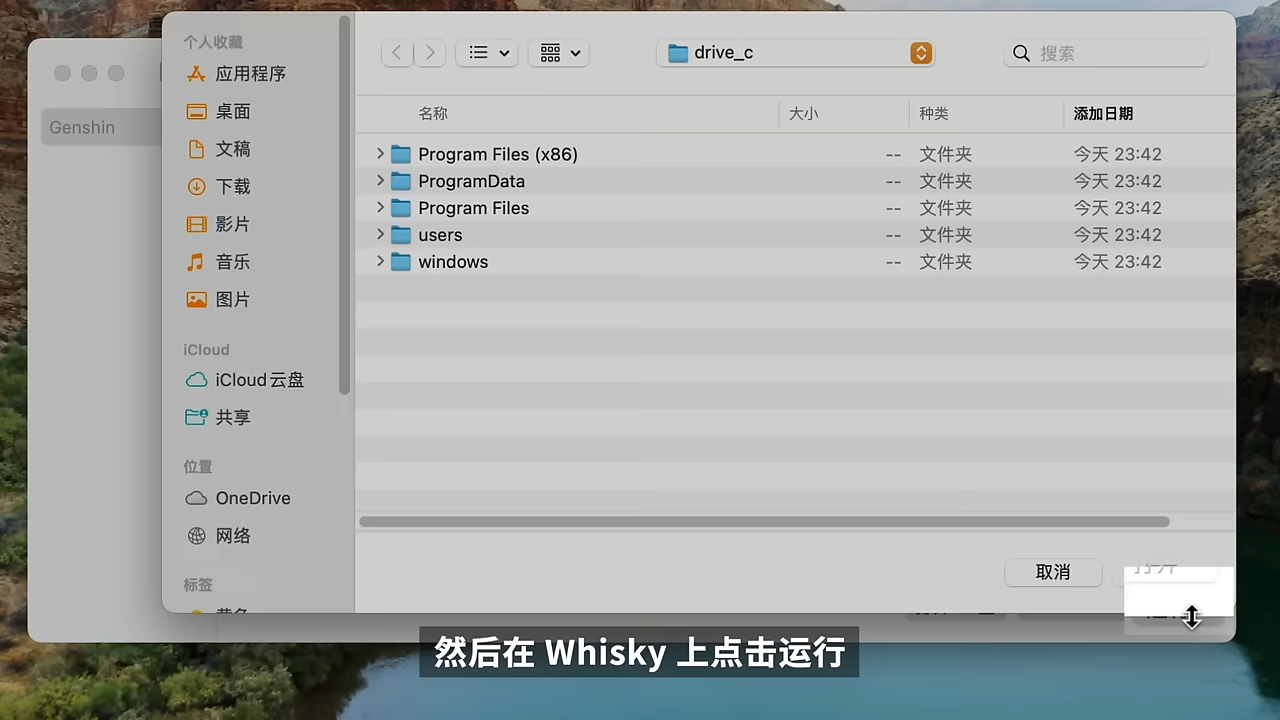 个人收藏
应用程序
桌面
文稿
下载
影片
音乐
图片
iCloud
iCloud云盘
共享
位置
OneDrive
网络
标签
Genshin
drive_c
搜索
名称 大小 种类 添加日期
Program Files (x86) -- 文件夹 今天 23:42
ProgramData -- 文件夹 今天 23:42
Program Files -- 文件夹 今天 23:42
users -- 文件夹 今天 23:42
windows -- 文件夹 今天 23:42
取消
然后在 Whisky 上点击运行